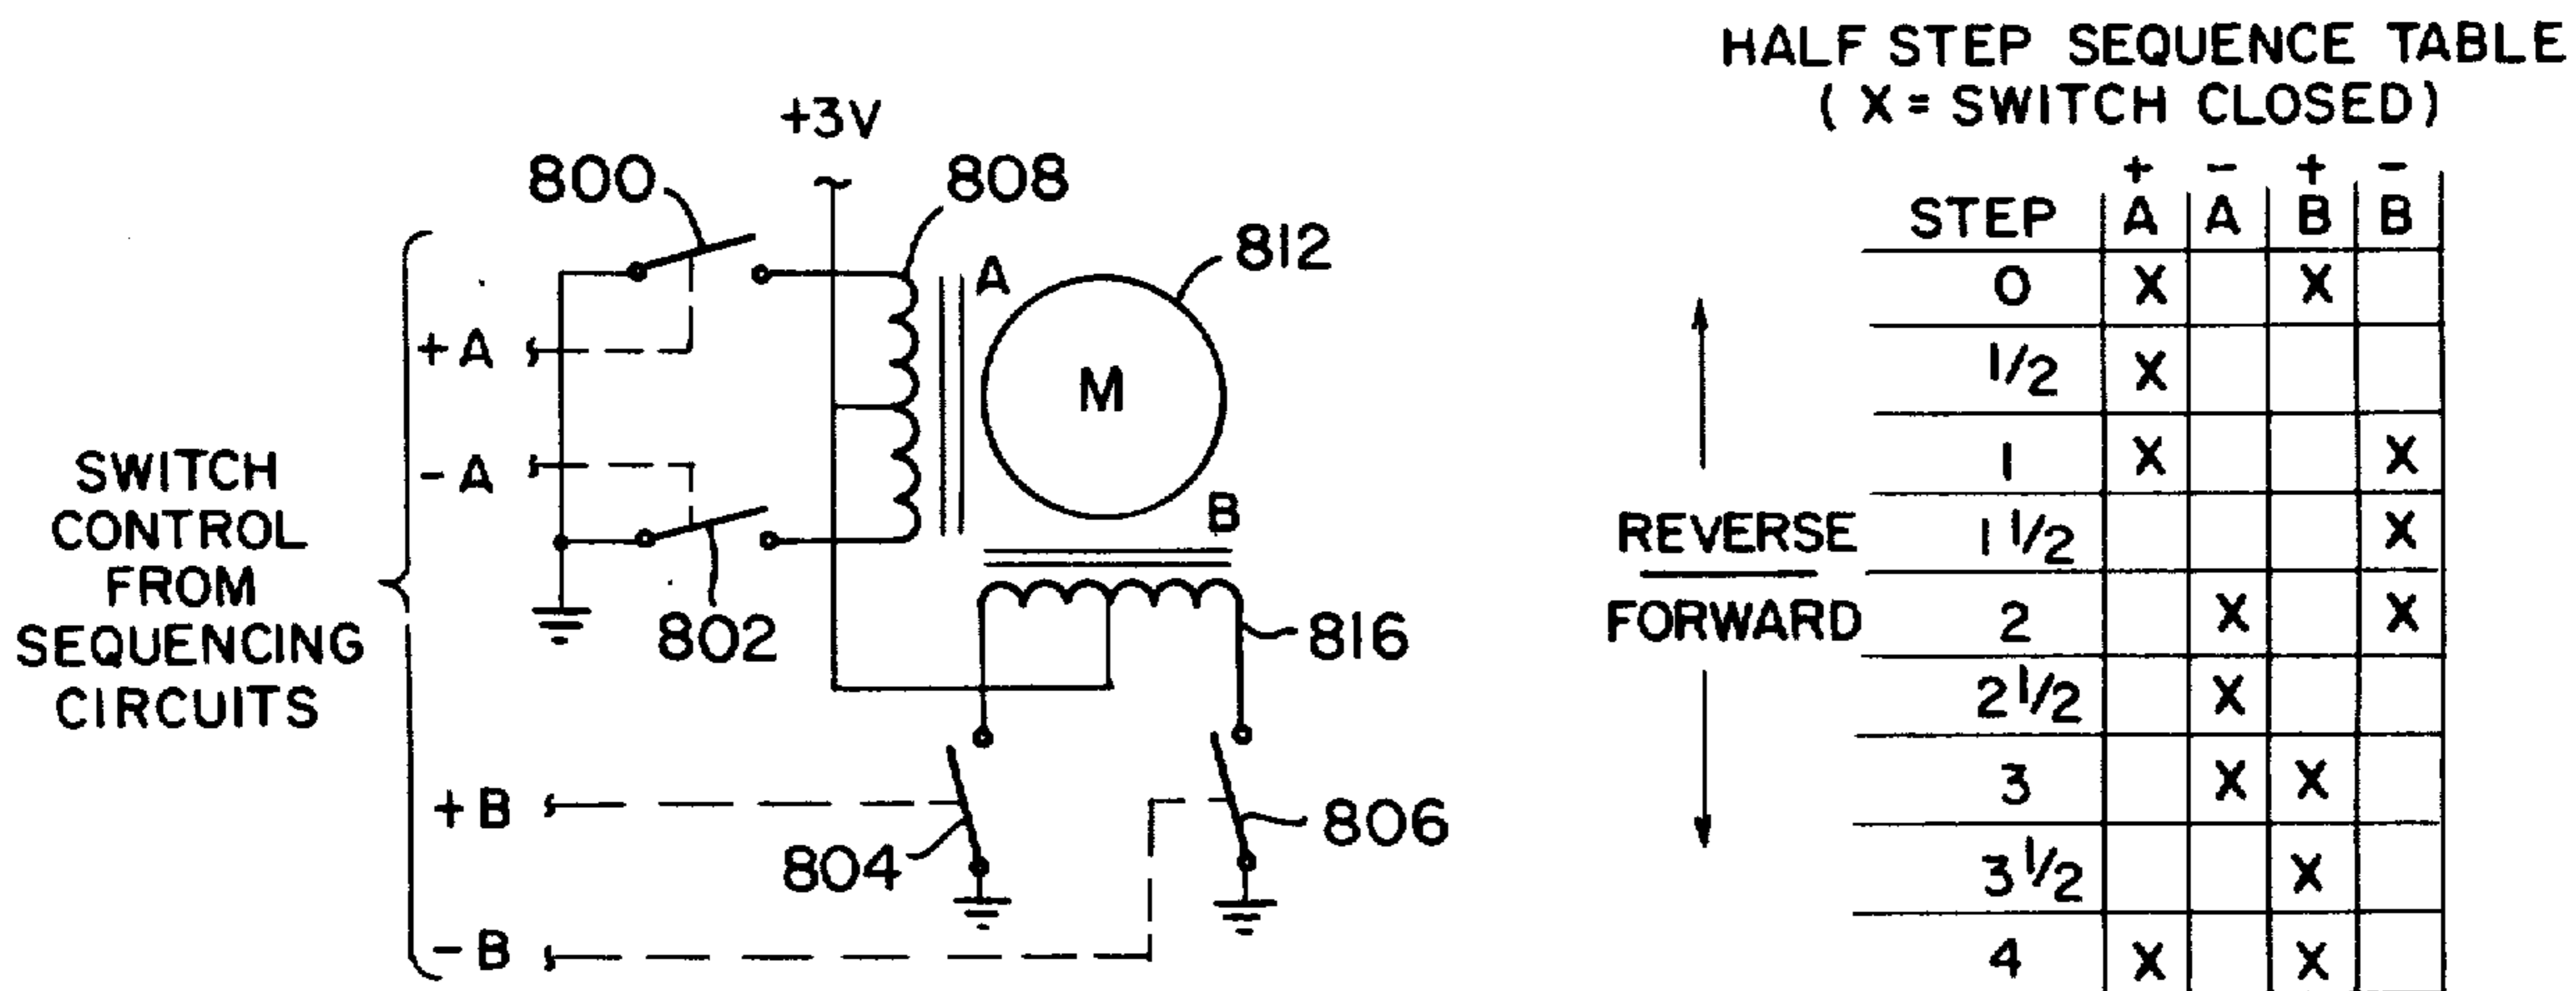 +3V
800
808
A
812
+A
M
-A
B
SWITCH
CONTROL
FROM
SEQUENCING
CIRCUITS
802
816
+B
804
806
-B
HALF STEP SEQUENCE TABLE
( X = SWITCH CLOSED)
+ - + -
STEP A A B B
0 X X
1/2 X
1 X X
1 1/2 X
2 X X
2 1/2 X
3 X X
3 1/2 X
4 X X
REVERSE
FORWARD